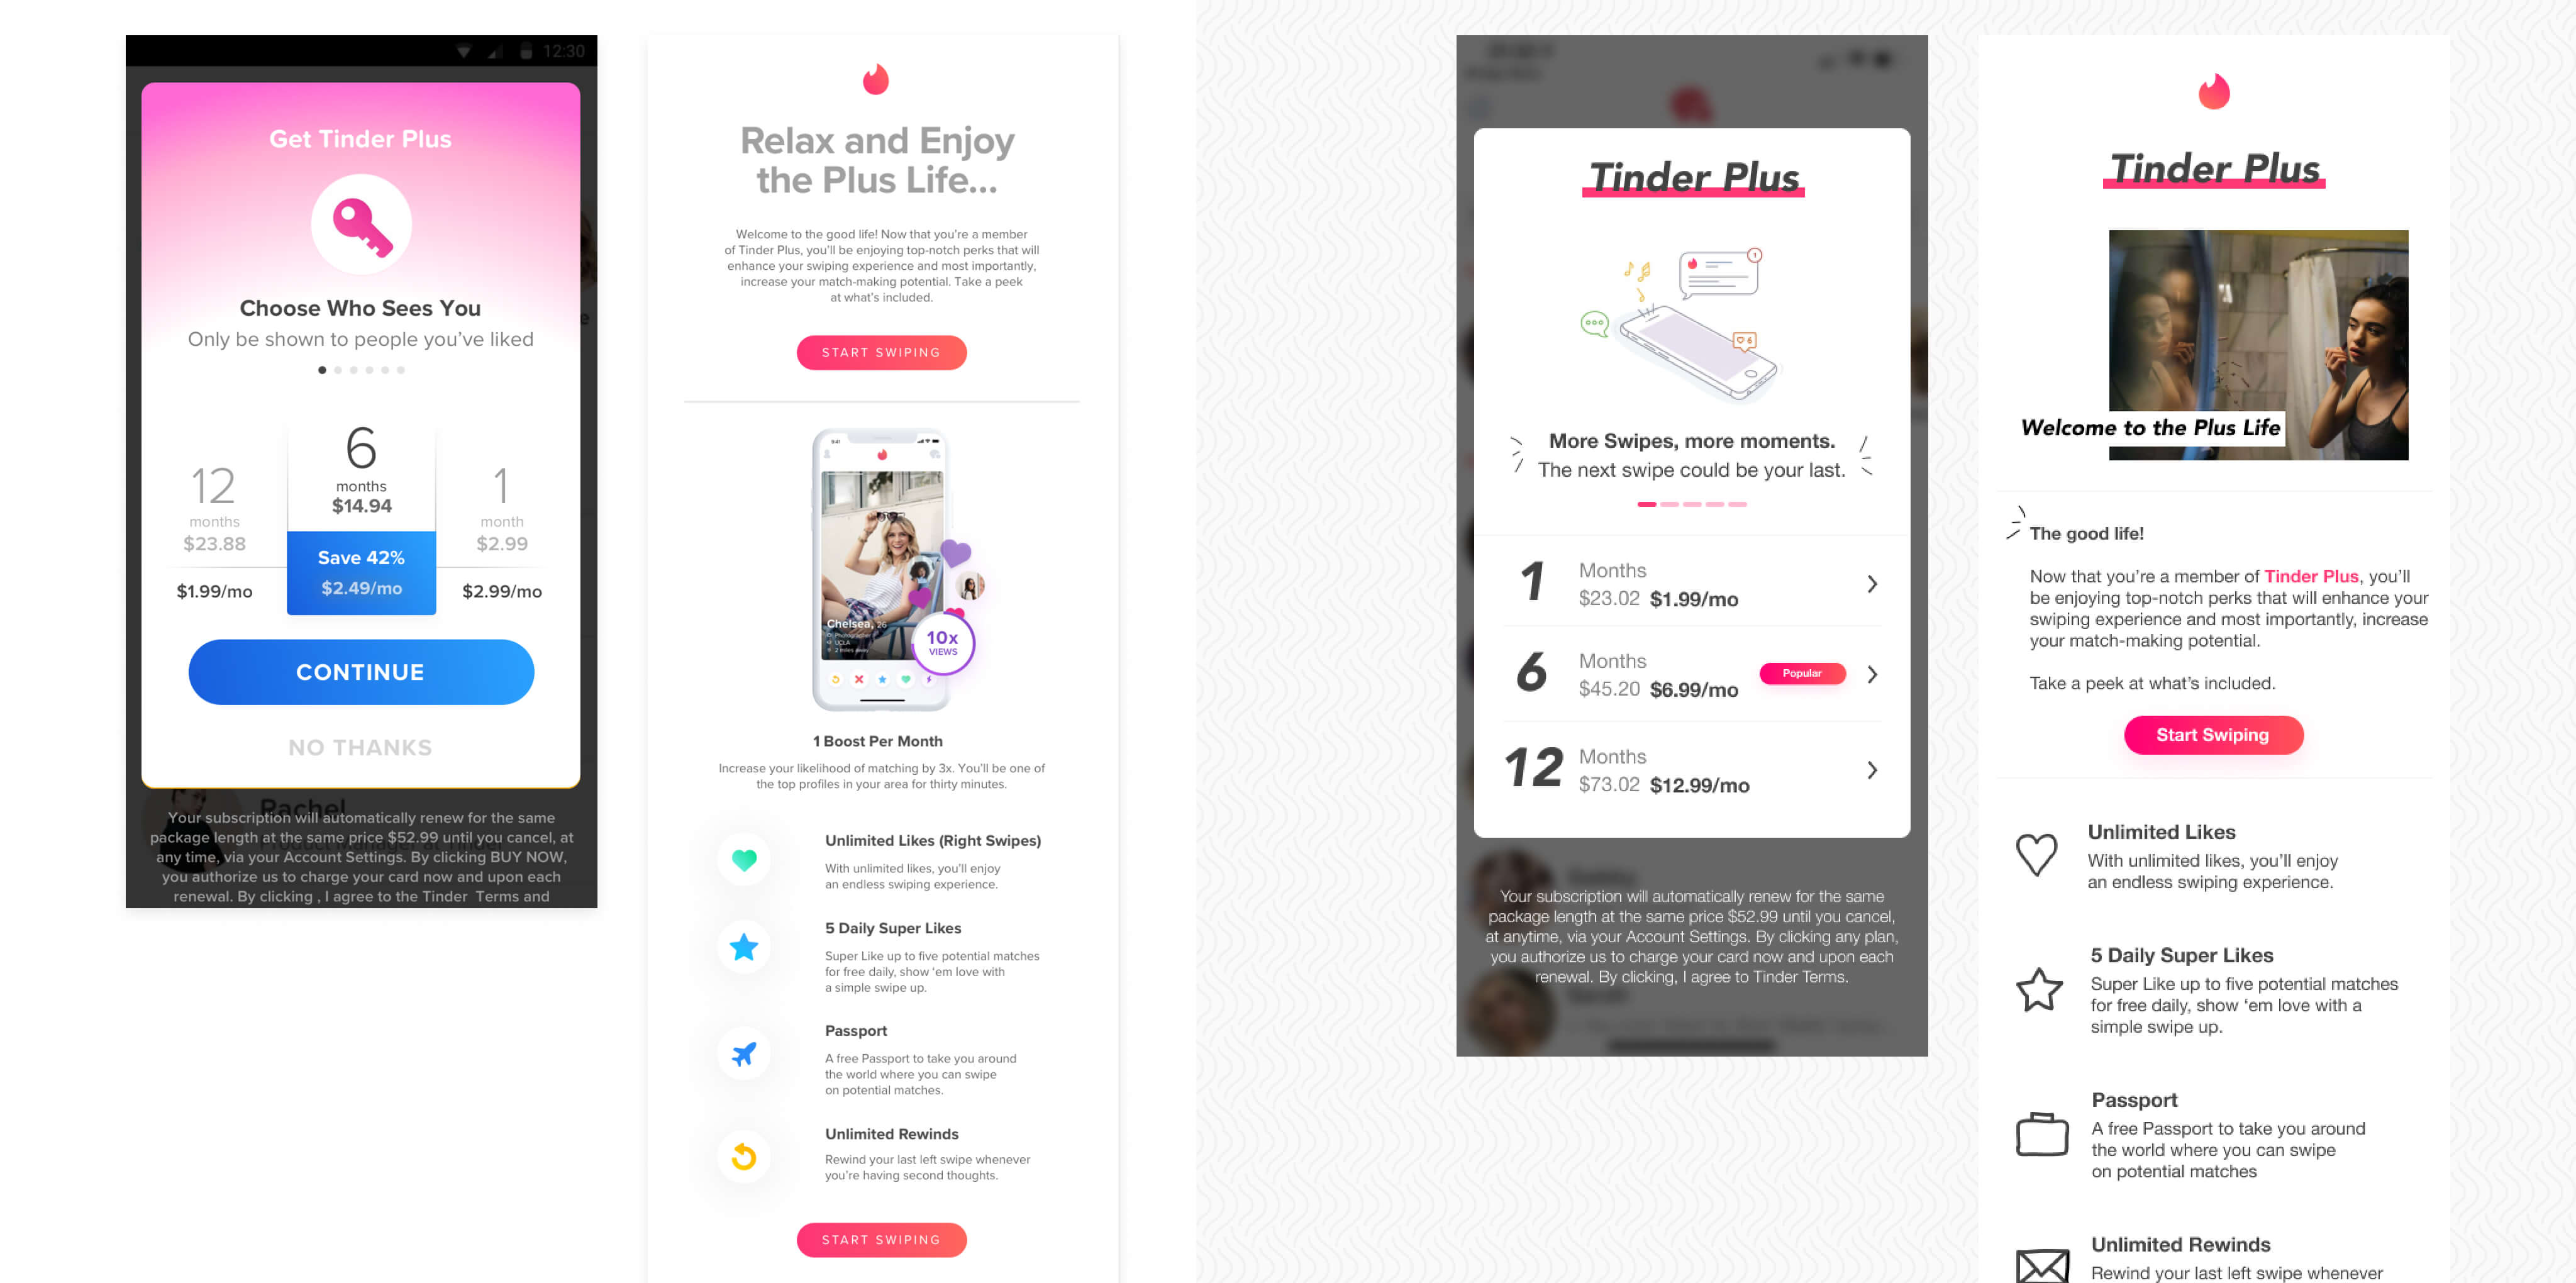 12:30
Get Tinder Plus
Choose Who Sees You
Only be shown to people you've liked
12
months
$23.88
$1.99/mo
6
months
$14.94
Save 42%
$2.49/mo
1
month
$2.99
$2.99/mo
CONTINUE
NO THANKS
Rachel
Product Manager at Tinder
Your subscription will automatically renew for the same
package length at the same price $52.99 until you cancel, at
any time, via your Account Settings. By clicking BUY NOW,
you authorize us to charge your card now and upon each
renewal. By clicking , I agree to the Tinder Terms and
Relax and Enjoy
the Plus Life...
Welcome to the good life! Now that you're a member
of Tinder Plus, you'll be enjoying top-notch perks that will
enhance your swiping experience and most importantly,
increase your match-making potential. Take a peek
at what's included.
START SWIPING
9:41
Chelsea, 26
Photographer
UCLA
2 miles away
10x
VIEWS
1 Boost Per Month
Increase your likelihood of matching by 3x. You'll be one of
the top profiles in your area for thirty minutes.
Unlimited Likes (Right Swipes)
With unlimited likes, you'll enjoy
an endless swiping experience.
5 Daily Super Likes
Super Like up to five potential matches
for free daily, show 'em love with
a simple swipe up.
Passport
A free Passport to take you around
the world where you can swipe
on potential matches.
Unlimited Rewinds
Rewind your last left swipe whenever
you're having second thoughts.
START SWIPING
Tinder Plus
1
6
More Swipes, more moments.
The next swipe could be your last.
1
Months
$23.02 $1.99/mo
6
Months
$45.20 $6.99/mo
Popular
12
Months
$73.02 $12.99/mo
Your subscription will automatically renew for the same
package length at the same price $52.99 until you cancel,
at anytime, via your Account Settings. By clicking any plan,
you authorize us to charge your card now and upon each
renewal. By clicking, I agree to Tinder Terms.
Tinder Plus
Welcome to the Plus Life
The good life!
Now that you're a member of Tinder Plus, you'll
be enjoying top-notch perks that will enhance your
swiping experience and most importantly, increase
your match-making potential.
Take a peek at what's included.
Start Swiping
Unlimited Likes
With unlimited likes, you'll enjoy
an endless swiping experience.
5 Daily Super Likes
Super Like up to five potential matches
for free daily, show 'em love with a
simple swipe up.
Passport
A free Passport to take you around
the world where you can swipe
on potential matches
Unlimited Rewinds
Rewind your last left swipe whenever